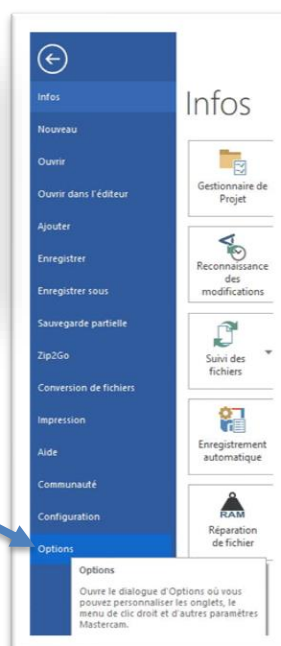 Infos
Nouveau
Ouvrir
Ouvrir dans l'éditeur
Ajouter
Enregistrer
Enregistrer sous
Sauvegarde partielle
Zip2Go
Conversion de fichiers
Impression
Aide
Communauté
Configuration
Options
Infos
Gestionnaire de
Projet
Reconnaissance
des
modifications
Suivi des
fichiers
Enregistrement
automatique
RAM
Réparation
de fichier
Options
Ouvre le dialogue d'Options où vous
pouvez personnaliser les onglets, le
menu de clic droit et d'autres paramètres
Mastercam.